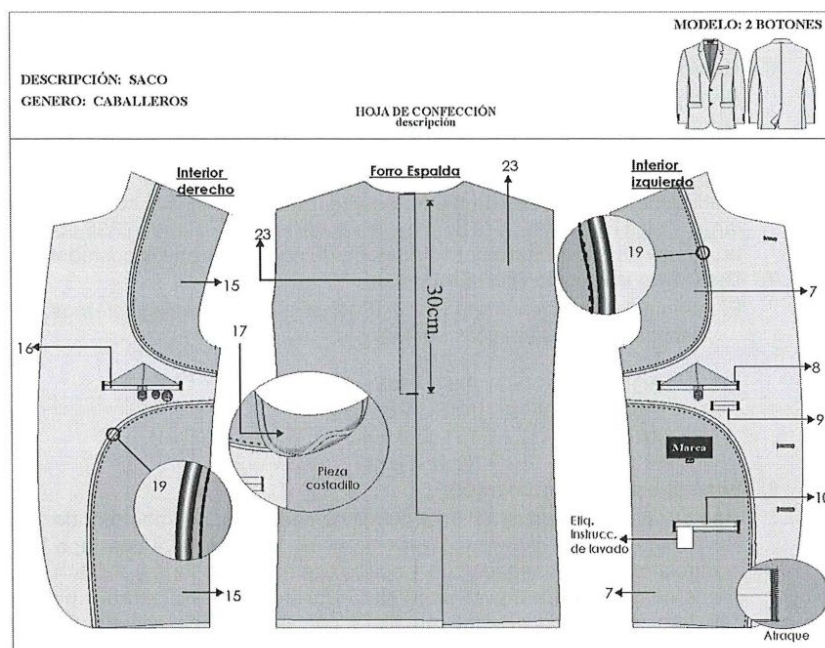 MODELO: 2 BOTONES
DESCRIPCIÓN: SACO
GENERO: CABALLEROS
HOJA DE CONFECCIÓN
descripción
Interior
derecho
Forro Espalda
23
Interior
izquierdo
23
15
19
7
30cm.
17
16
8
9
Marca
Pieza
costadillo
19
10
Etiq.
Instrucc.
de lavado
15
7
Atraque